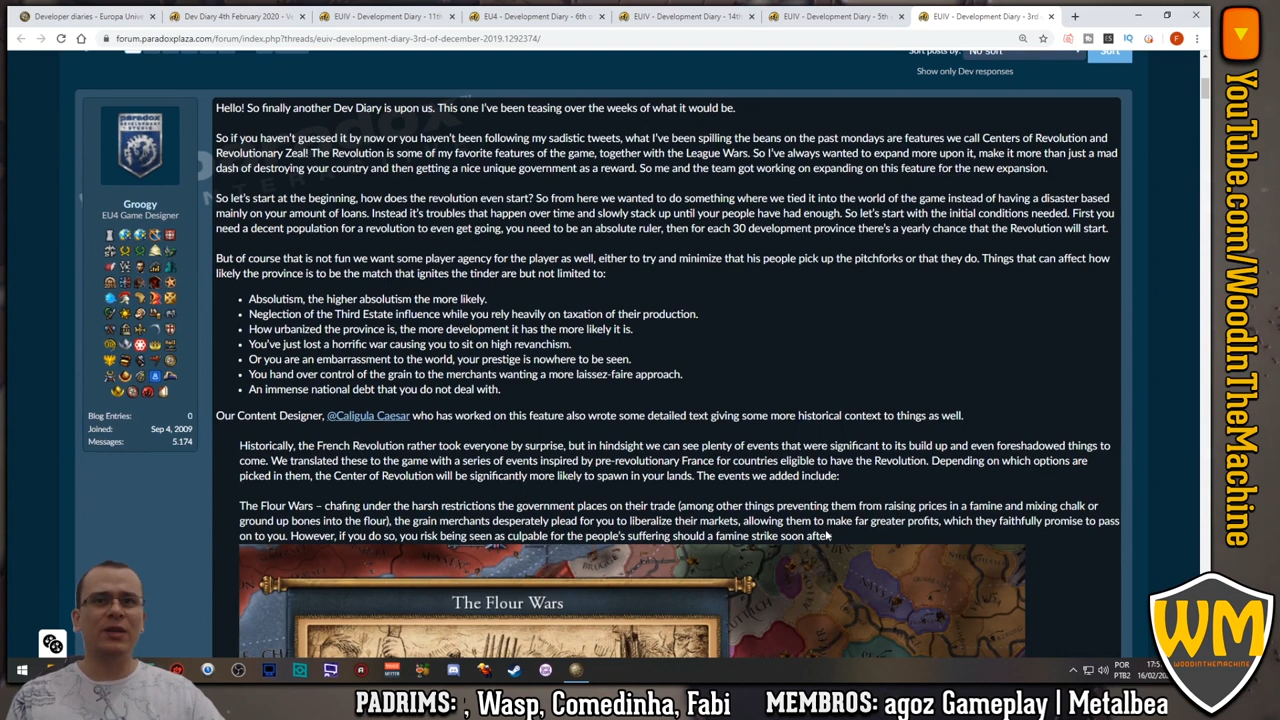 Developer diaries - Europa Unive
Dev Diary 4th February 2020 - V
EUIV - Development Diary - 11th
EU4 - Development Diary - 6th o
EUIV - Development Diary - 14th
EUIV - Development Diary - 5th
EUIV - Development Diary - 3rd
forum.paradoxplaza.com/forum/index.php?threads/euiv-development-diary-3rd-of-december-2019.1292374/
Sort posts by:
No sort
Sort
Show only Dev responses
Hello! So finally another Dev Diary is upon us. This one I've been teasing over the weeks of what it would be.
So if you haven't guessed it by now or you haven't been following my sadistic tweets, what I've been spilling the beans on the past mondays are features we call Centers of Revolution and
Revolutionary Zeal! The Revolution is some of my favorite features of the game, together with the League Wars. So I've always wanted to expand more upon it, make it more than just a mad
dash of destroying your country and then getting a nice unique government as a reward. So me and the team got working on expanding on this feature for the new expansion.
So let's start at the beginning, how does the revolution even start? So from here we wanted to do something where we tied it into the world of the game instead of having a disaster based
mainly on your amount of loans. Instead it's troubles that happen over time and slowly stack up until your people have had enough. So let's start with the initial conditions needed. First you
need a decent population for a revolution to even get going, you need to be an absolute ruler, then for each 30 development province there's a yearly chance that the Revolution will start.
But of course that is not fun we want some player agency for the player as well, either to try and minimize that his people pick up the pitchforks or that they do. Things that can affect how
likely the province is to be the match that ignites the tinder are but not limited to:
• Absolutism, the higher absolutism the more likely.
• Neglection of the Third Estate influence while you rely heavily on taxation of their production.
• How urbanized the province is, the more development it has the more likely it is.
• You've just lost a horrific war causing you to sit on high revanchism.
• Or you are an embarrassment to the world, your prestige is nowhere to be seen.
• You hand over control of the grain to the merchants wanting a more laissez-faire approach.
• An immense national debt that you do not deal with.
Our Content Designer, @Caligula Caesar who has worked on this feature also wrote some detailed text giving some more historical context to things as well.
Historically, the French Revolution rather took everyone by surprise, but in hindsight we can see plenty of events that were significant to its build up and even foreshadowed things to
come. We translated these to the game with a series of events inspired by pre-revolutionary France for countries eligible to have the Revolution. Depending on which options are
picked in them, the Center of Revolution will be significantly more likely to spawn in your lands. The events we added include:
The Flour Wars – chafing under the harsh restrictions the government places on their trade (among other things preventing them from raising prices in a famine and mixing chalk or
ground up bones into the flour), the grain merchants desperately plead for you to liberalize their markets, allowing them to make far greater profits, which they faithfully promise to pass
on to you. However, if you do so, you risk being seen as culpable for the people's suffering should a famine strike soon after.
The Flour Wars
paradox
DEVELOPMENT STUDIO
Groogy
EU4 Game Designer
Blog Entries: 0
Joined: Sep 4, 2009
Messages: 5.174
POR
PTB2
17:5
16/02/20
YouTube.com/WoodInTheMachine
WM
WOODINTHEMACHINE
PADRIMS: , Wasp, Comedinha, Fabi
MEMBROS: agoz Gameplay | Metalbea